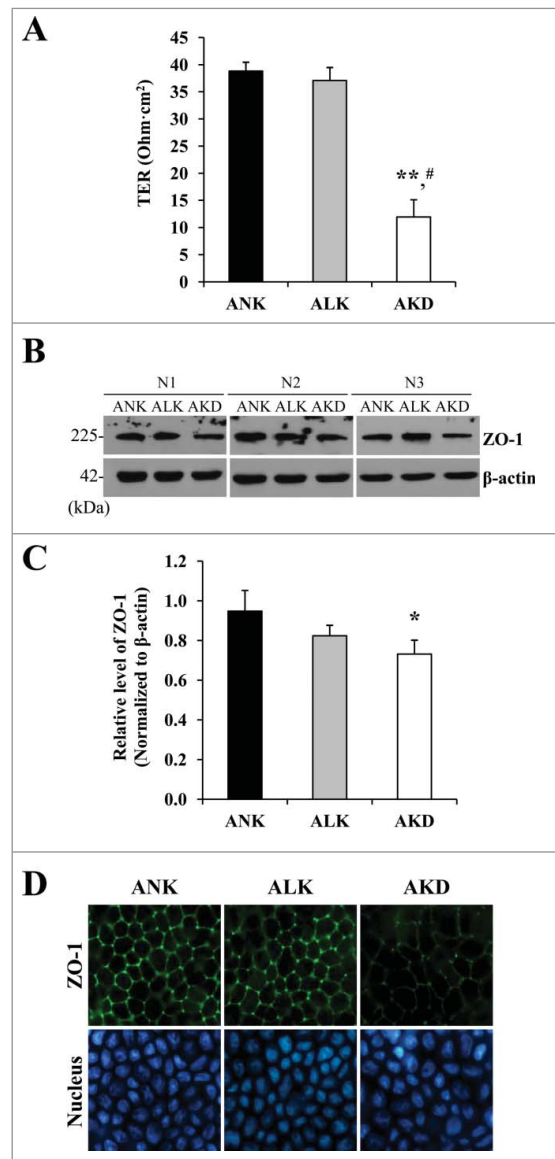 A
TER (Ohm·cm²)
45
40
35
30
25
20
15
10
5
0
**,#
ANK ALK AKD
B
N1 N2 N3
ANK ALK AKD ANK ALK AKD ANK ALK AKD
225- ZO-1
42- β-actin
(kDa)
C
Relative level of ZO-1
(Normalized to β-actin)
1.2
1.0
0.8
0.6
0.4
0.2
0.0
*
ANK ALK AKD
D
ANK ALK AKD
ZO-1
Nucleus